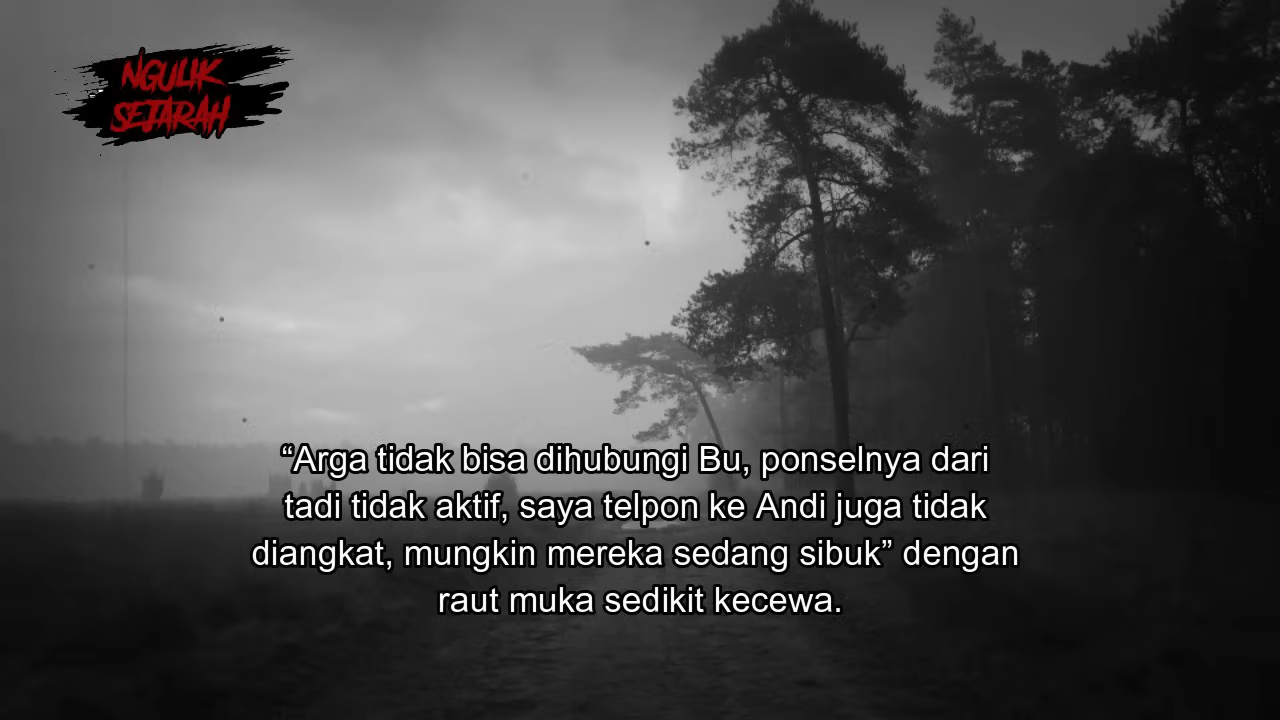 NGULIK
SEJARAH
“Arga tidak bisa dihubungi Bu, ponselnya dari
tadi tidak aktif, saya telpon ke Andi juga tidak
diangkat, mungkin mereka sedang sibuk” dengan
raut muka sedikit kecewa.